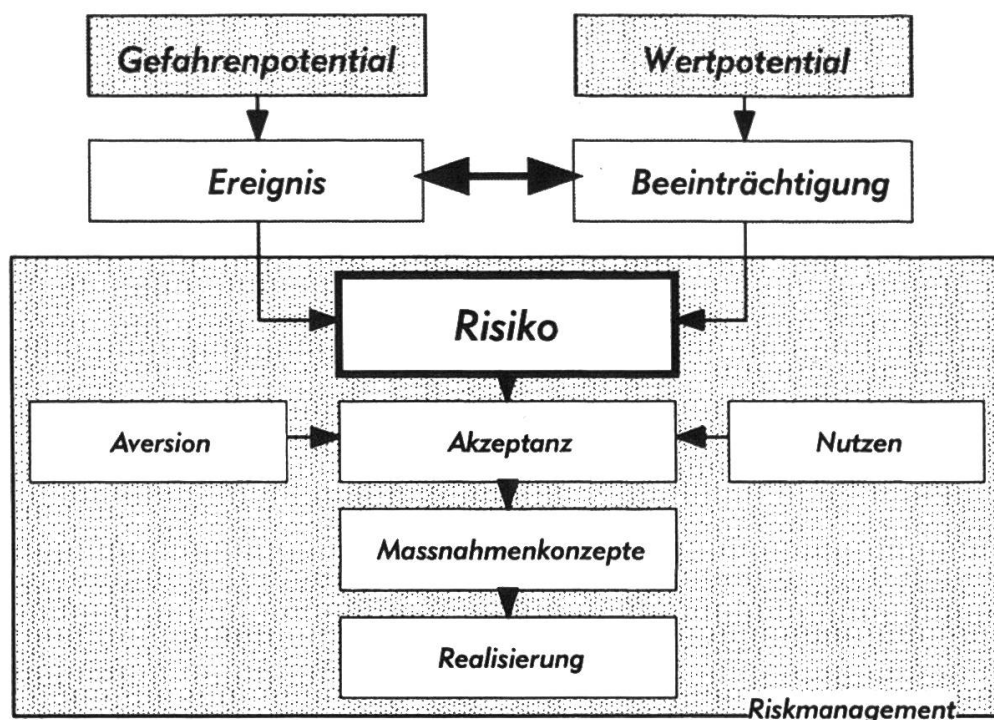 Gefahrenpotential
Wertpotential
Ereignis
Beeinträchtigung
Risiko
Aversion
Akzeptanz
Nutzen
Massnahmenkonzepte
Realisierung
Riskmanagement